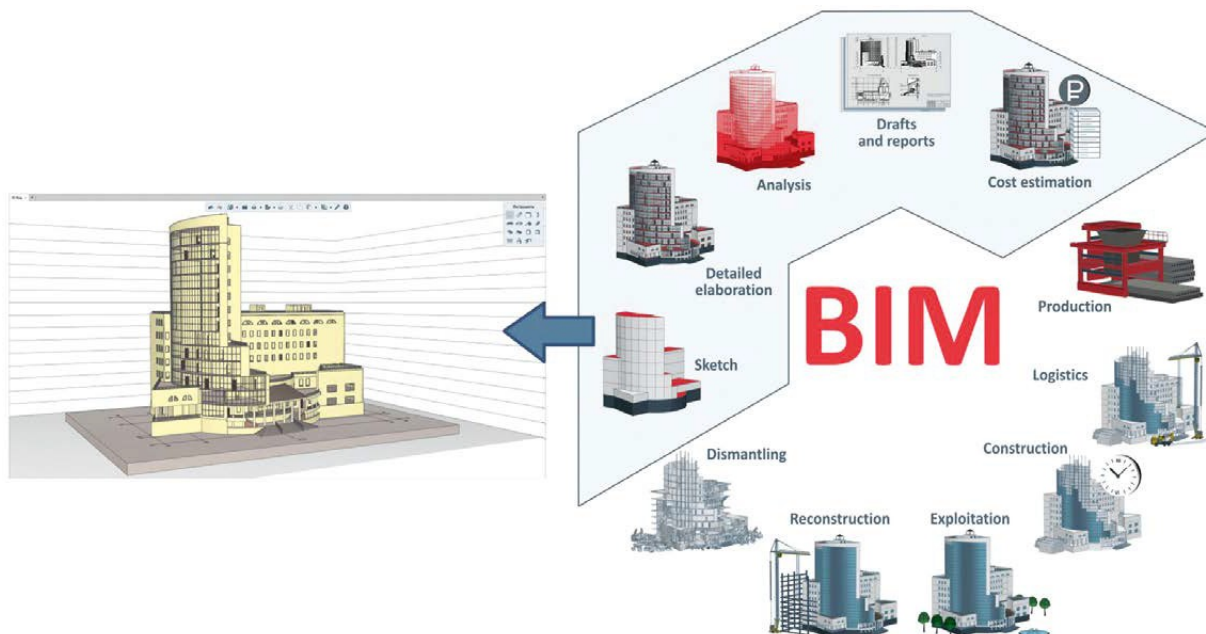 Drafts
and reports
Analysis
Cost estimation
Detailed
elaboration
Production
BIM
Sketch
Logistics
Dismantling
Construction
Reconstruction
Exploitation